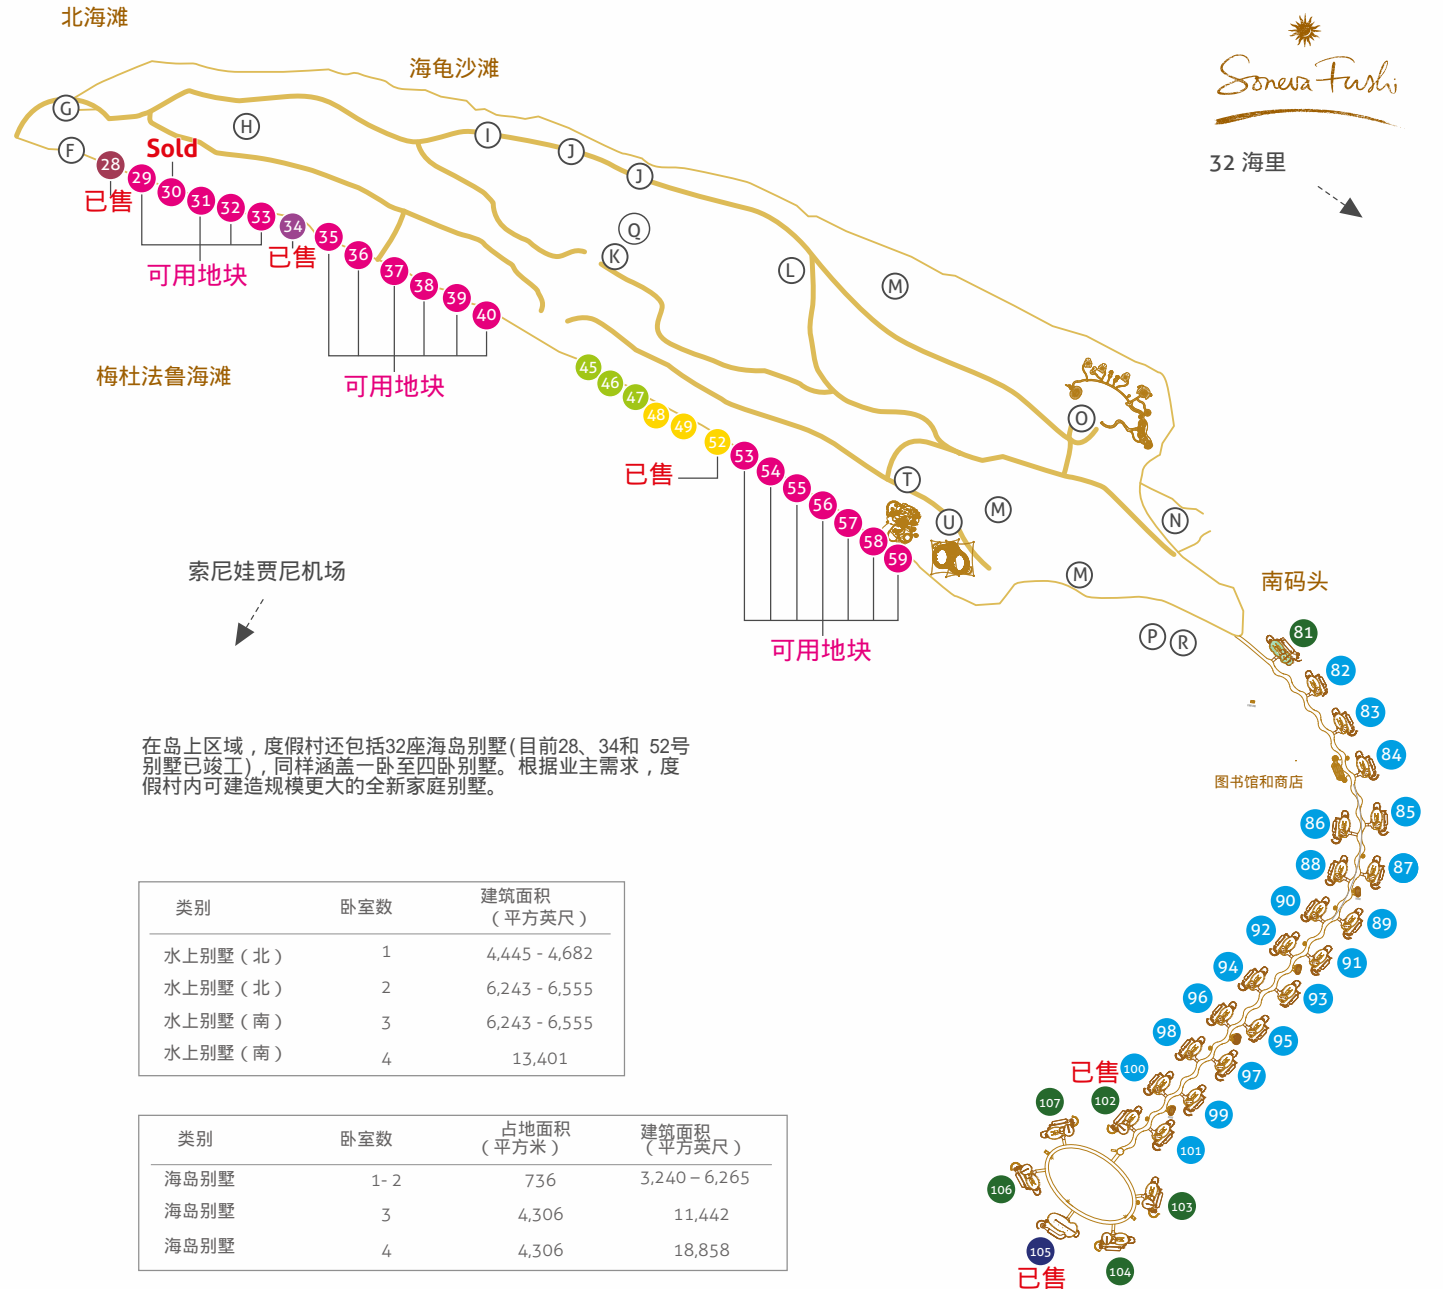 北海滩
海龟沙滩
Soneva Fushi
32 海里
G
H
I
J
J
F
Sold
28
29
30
31
32
33
34
35
36
37
38
39
40
已售
已售
可用地块
可用地块
Q
K
L
M
梅杜法鲁海滩
45
46
47
48
49
52
已售
53
54
55
56
57
58
59
可用地块
O
T
U
M
N
M
P
R
索尼娃贾尼机场
南码头
81
82
83
84
85
86
87
88
89
90
91
92
93
94
95
96
97
98
99
100
101
102
103
104
105
106
107
已售
已售
图书馆和商店
在岛上区域，度假村还包括32座海岛别墅(目前28、34和 52号
别墅已竣工)，同样涵盖一卧至四卧别墅。根据业主需求，度
假村内可建造规模更大的全新家庭别墅。
类别 卧室数 建筑面积
（平方英尺）
水上别墅（北） 1 4,445 - 4,682
水上别墅（北） 2 6,243 - 6,555
水上别墅（南） 3 6,243 - 6,555
水上别墅（南） 4 13,401
类别 卧室数 占地面积 建筑面积
（平方米） （平方英尺）
海岛别墅 1- 2 736 3,240 – 6,265
海岛别墅 3 4,306 11,442
海岛别墅 4 4,306 18,858